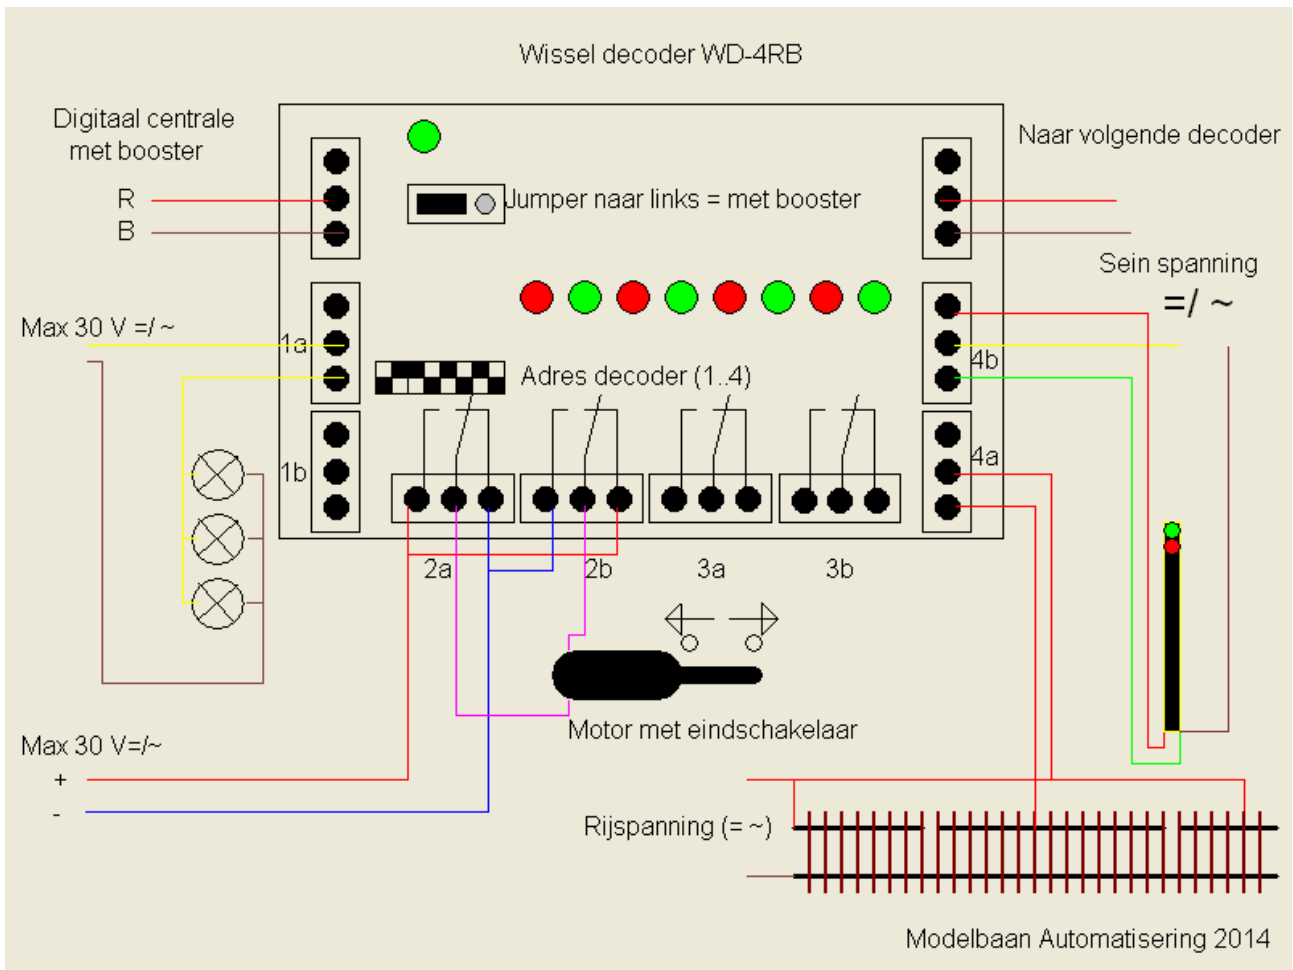 Wissel decoder WD-4RB
Digitaal centrale
met booster
Naar volgende decoder
R
Jumper naar links = met booster
B
Sein spanning
=/ ~
Max 30 V =/ ~
1a
4b
Adres decoder (1..4)
1b
4a
2a
2b
3a
3b
Motor met eindschakelaar
Max 30 V=/~
+
-
Rijspanning (= ~)
Modelbaan Automatisering 2014